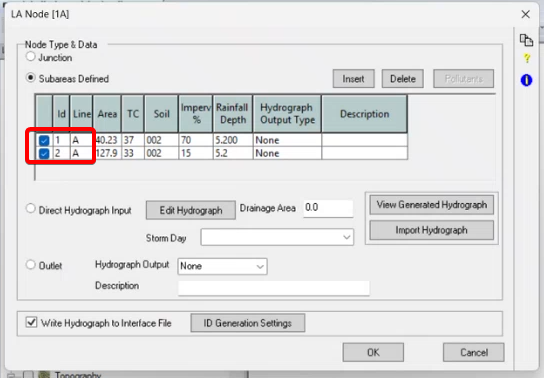 LA Node [1A]
Node Type & Data
Junction
Subareas Defined
Insert
Delete
Pollutants
Id Line Area TC Soil Imperv % Rainfall Depth Hydrograph Output Type Description
1 A 40.23 37 002 70 5.200 None
2 A 127.9 33 002 15 5.2 None
Direct Hydrograph Input
Edit Hydrograph
Drainage Area 0.0
View Generated Hydrograph
Storm Day
Import Hydrograph
Outlet
Hydrograph Output None
Description
Write Hydrograph to Interface File
ID Generation Settings
OK
Cancel
Topography